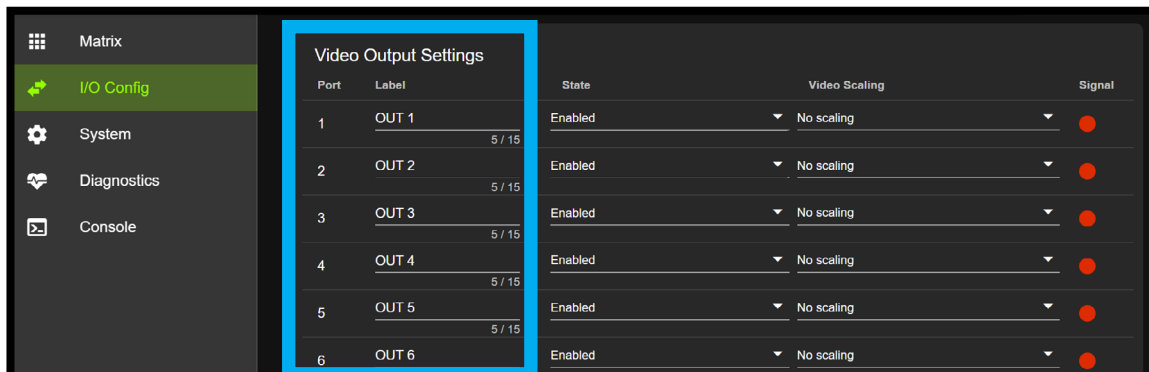 Matrix
I/O Config
System
Diagnostics
Console
Video Output Settings
Port Label State Video Scaling Signal
1 OUT 1 Enabled No scaling
5 / 15
2 OUT 2 Enabled No scaling
5 / 15
3 OUT 3 Enabled No scaling
5 / 15
4 OUT 4 Enabled No scaling
5 / 15
5 OUT 5 Enabled No scaling
5 / 15
6 OUT 6 Enabled No scaling